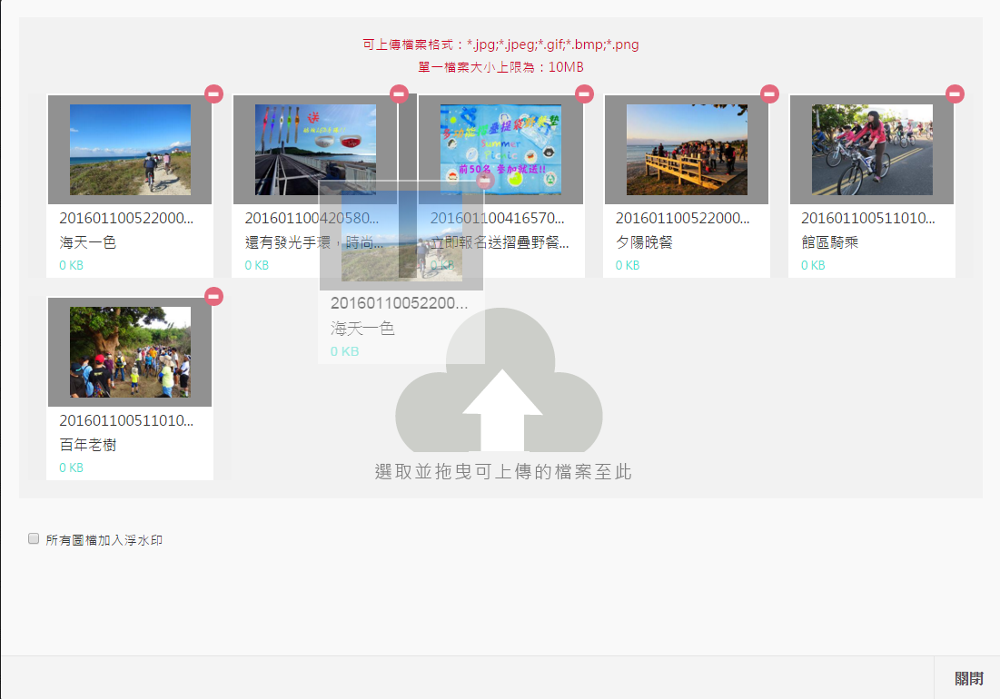 可上傳檔案格式：*.jpg;*.jpeg;*.gif;*.bmp;*.png
單一檔案大小上限為：10MB
送
Summer
Picnic
前50名 參加就送!!
201601100522000...
海天一色
0 KB
201601100420580...
還有發光手環，時尚...
0 KB
201601100416570...
立即報名送摺疊野餐...
0 KB
201601100522000...
夕陽晚餐
0 KB
201601100511010...
館區騎乘
0 KB
20160110052200...
海天一色
0 KB
201601100511010...
百年老樹
0 KB
選取並拖曳可上傳的檔案至此
所有圖檔加入浮水印
關閉